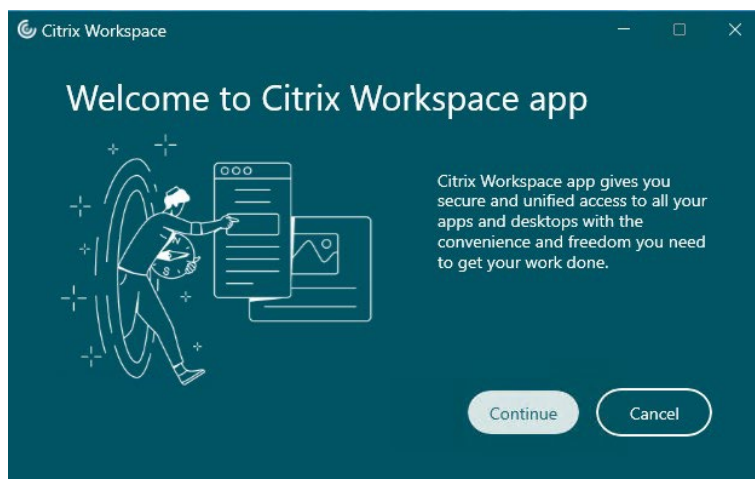 Citrix Workspace
Welcome to Citrix Workspace app
Citrix Workspace app gives you
secure and unified access to all your
apps and desktops with the
convenience and freedom you need
to get your work done.
N
S
Continue
Cancel